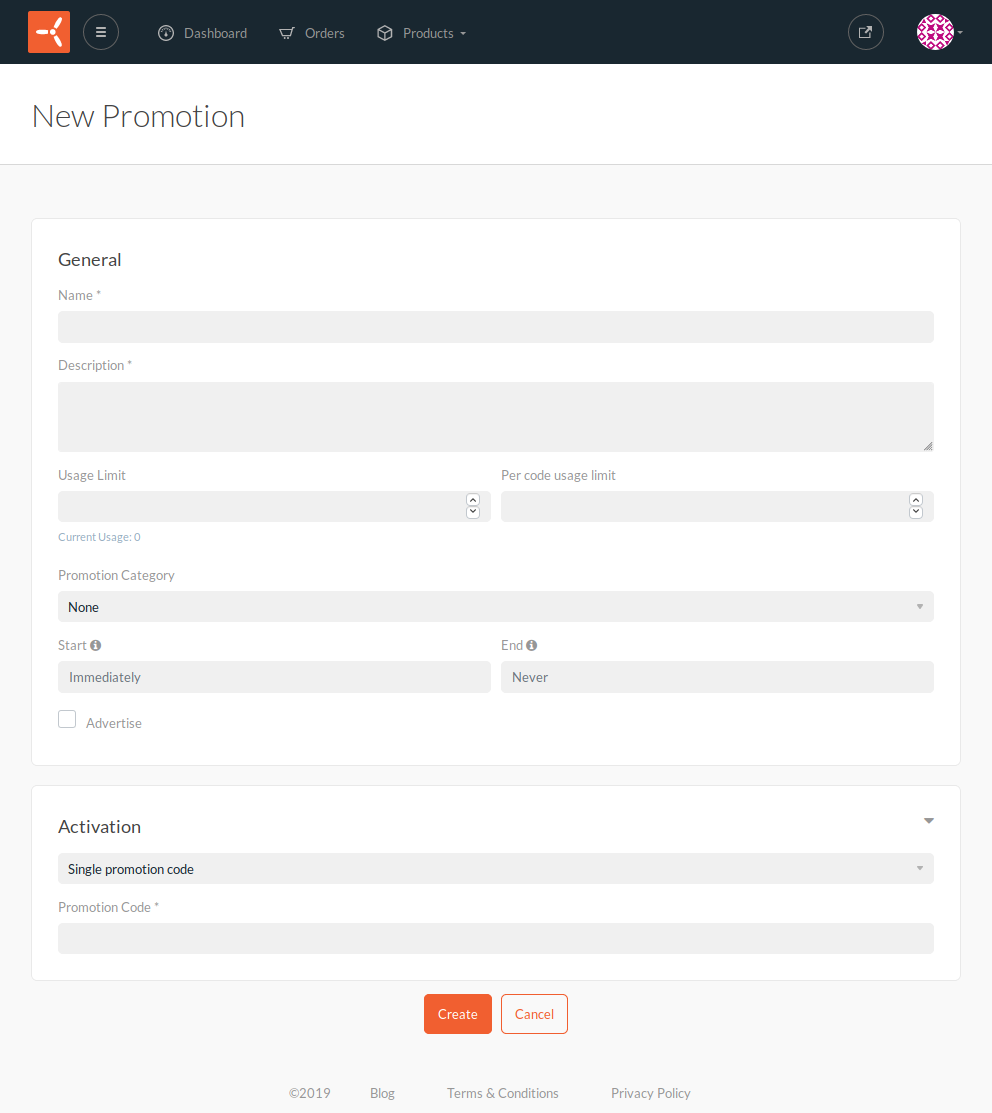 Dashboard Orders Products
New Promotion
General
Name *
Description *
Usage Limit Per code usage limit
Current Usage: 0
Promotion Category
None
Start End
Immediately Never
Advertise
Activation
Single promotion code
Promotion Code *
Create Cancel
©2019 Blog Terms & Conditions Privacy Policy